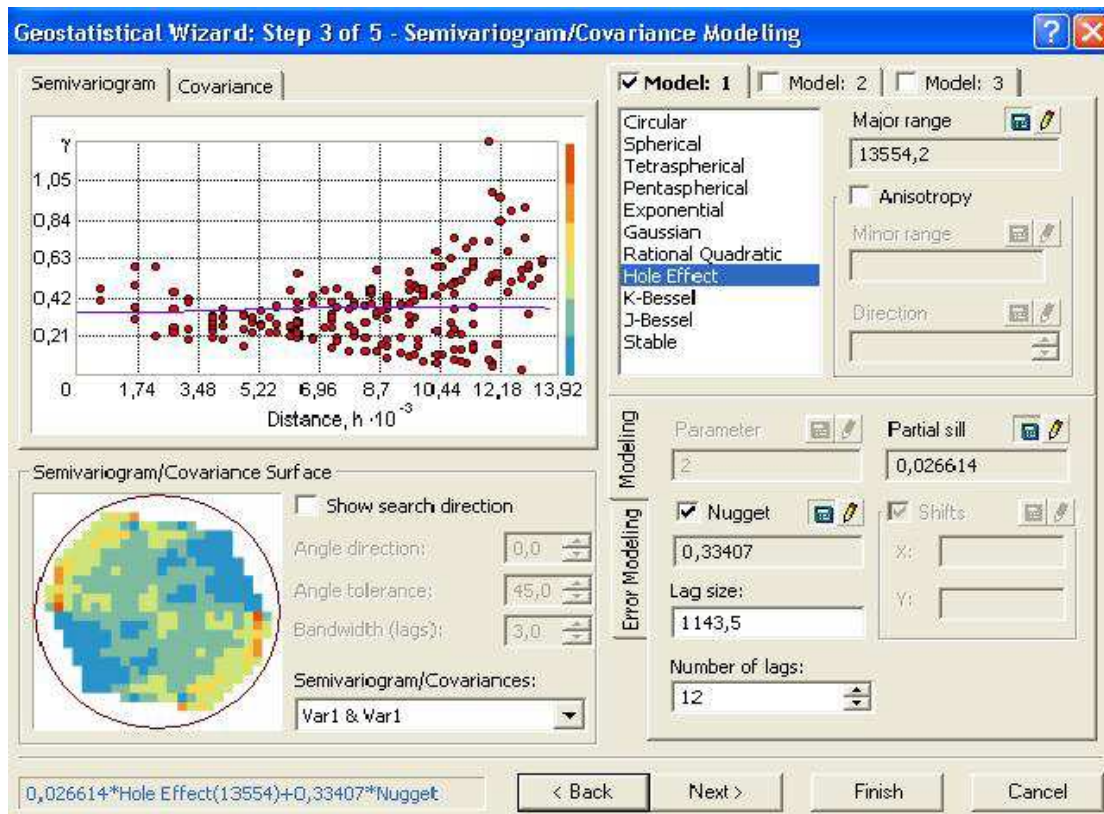 Geostatistical Wizard: Step 3 of 5 - Semivariogram/Covariance Modeling
Semivariogram
Covariance
γ
1,05
0,84
0,63
0,42
0,21
0
1,74
3,48
5,22
6,96
8,7
10,44
12,18
13,92
Distance, h ·10⁻³
Semivariogram/Covariance Surface
Show search direction
Angle direction:
0,0
Angle tolerance:
45,0
Bandwidth (lags):
3,0
Semivariogram/Covariances:
Var1 & Var1
Model: 1
Model: 2
Model: 3
Circular
Spherical
Tetraspherical
Pentaspherical
Exponential
Gaussian
Rational Quadratic
Hole Effect
K-Bessel
J-Bessel
Stable
Major range
13554,2
Anisotropy
Minor range
Direction
Modeling
Error Modeling
Parameter
2
Partial sill
0,026614
Nugget
0,33407
Shifts
X:
Y:
Lag size:
1143,5
Number of lags:
12
0,026614*Hole Effect(13554)+0,33407*Nugget
< Back
Next >
Finish
Cancel